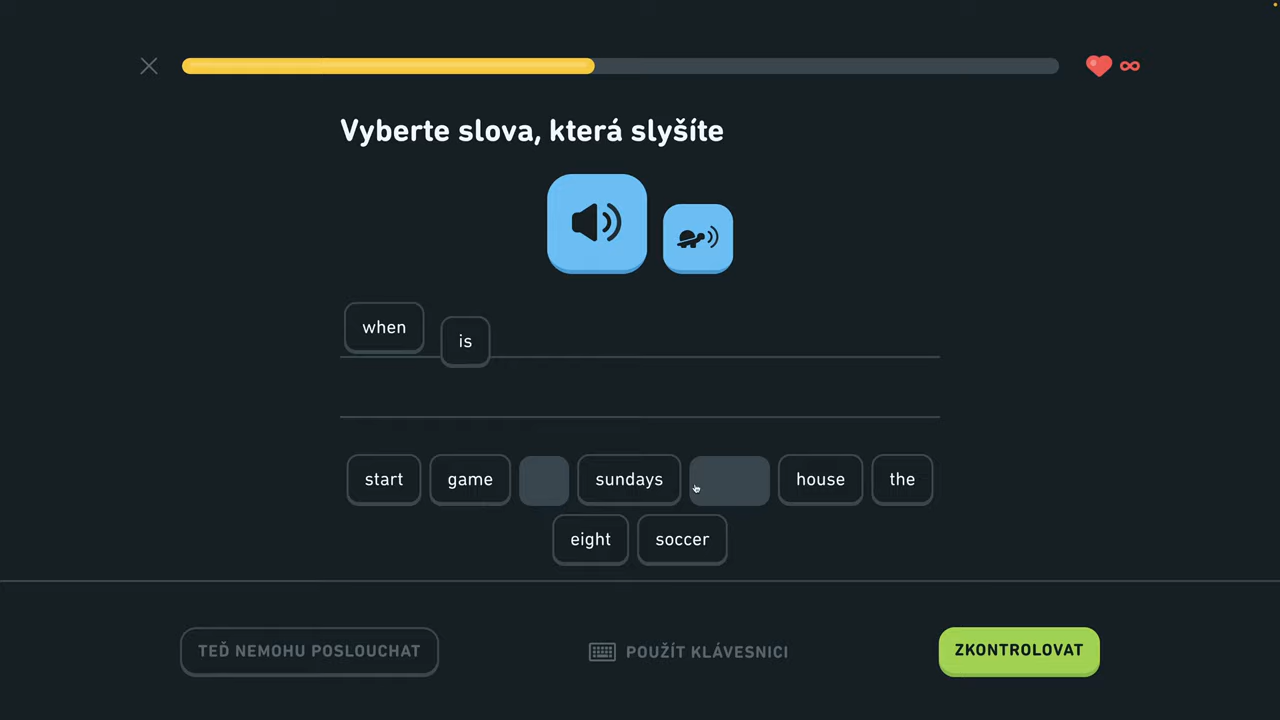 Vyberte slova, která slyšíte
when is
start game sundays house the
eight soccer
TEĎ NEMOHU POSLOUCHAT POUŽÍT KLÁVESNICI ZKONTROLOVAT